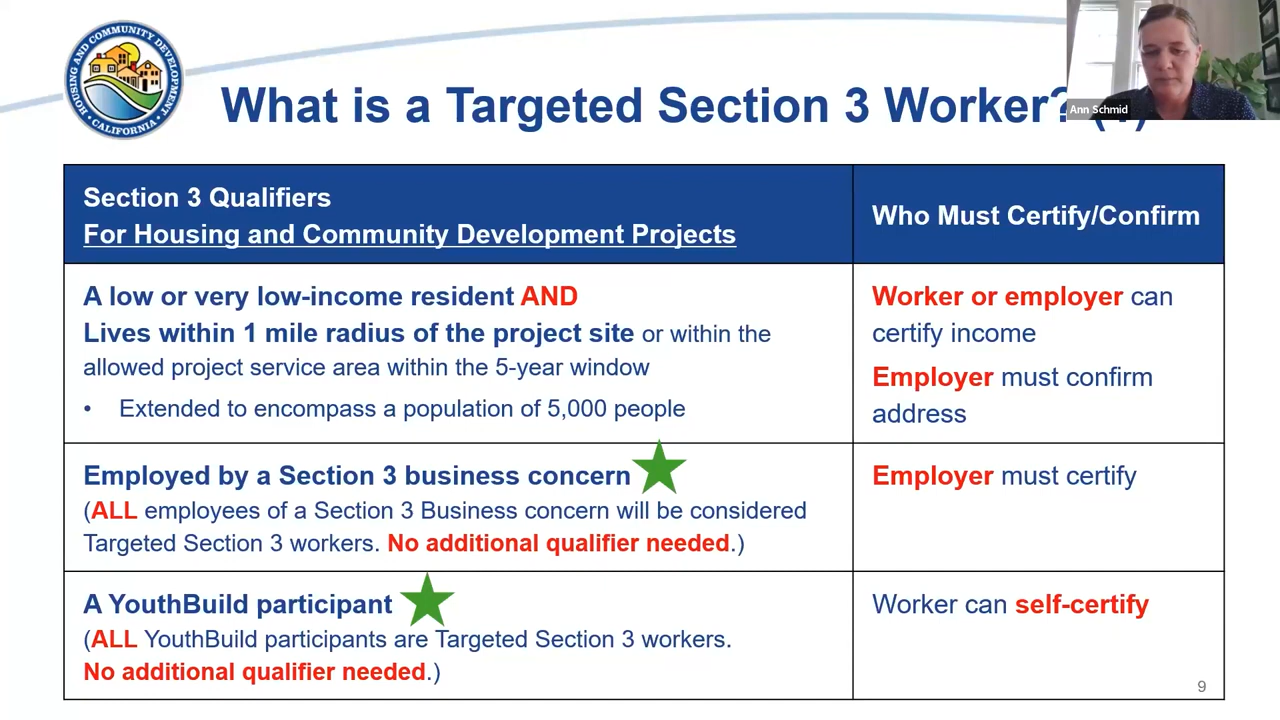 HOUSING AND COMMUNITY DEVELOPMENT
CALIFORNIA
What is a Targeted Section 3 Worker?
Ann Schmid
Section 3 Qualifiers
For Housing and Community Development Projects
Who Must Certify/Confirm
A low or very low-income resident AND
Lives within 1 mile radius of the project site or within the
allowed project service area within the 5-year window
• Extended to encompass a population of 5,000 people
Worker or employer can
certify income
Employer must confirm
address
Employed by a Section 3 business concern
(ALL employees of a Section 3 Business concern will be considered
Targeted Section 3 workers. No additional qualifier needed.)
Employer must certify
A YouthBuild participant
(ALL YouthBuild participants are Targeted Section 3 workers.
No additional qualifier needed.)
Worker can self-certify
9